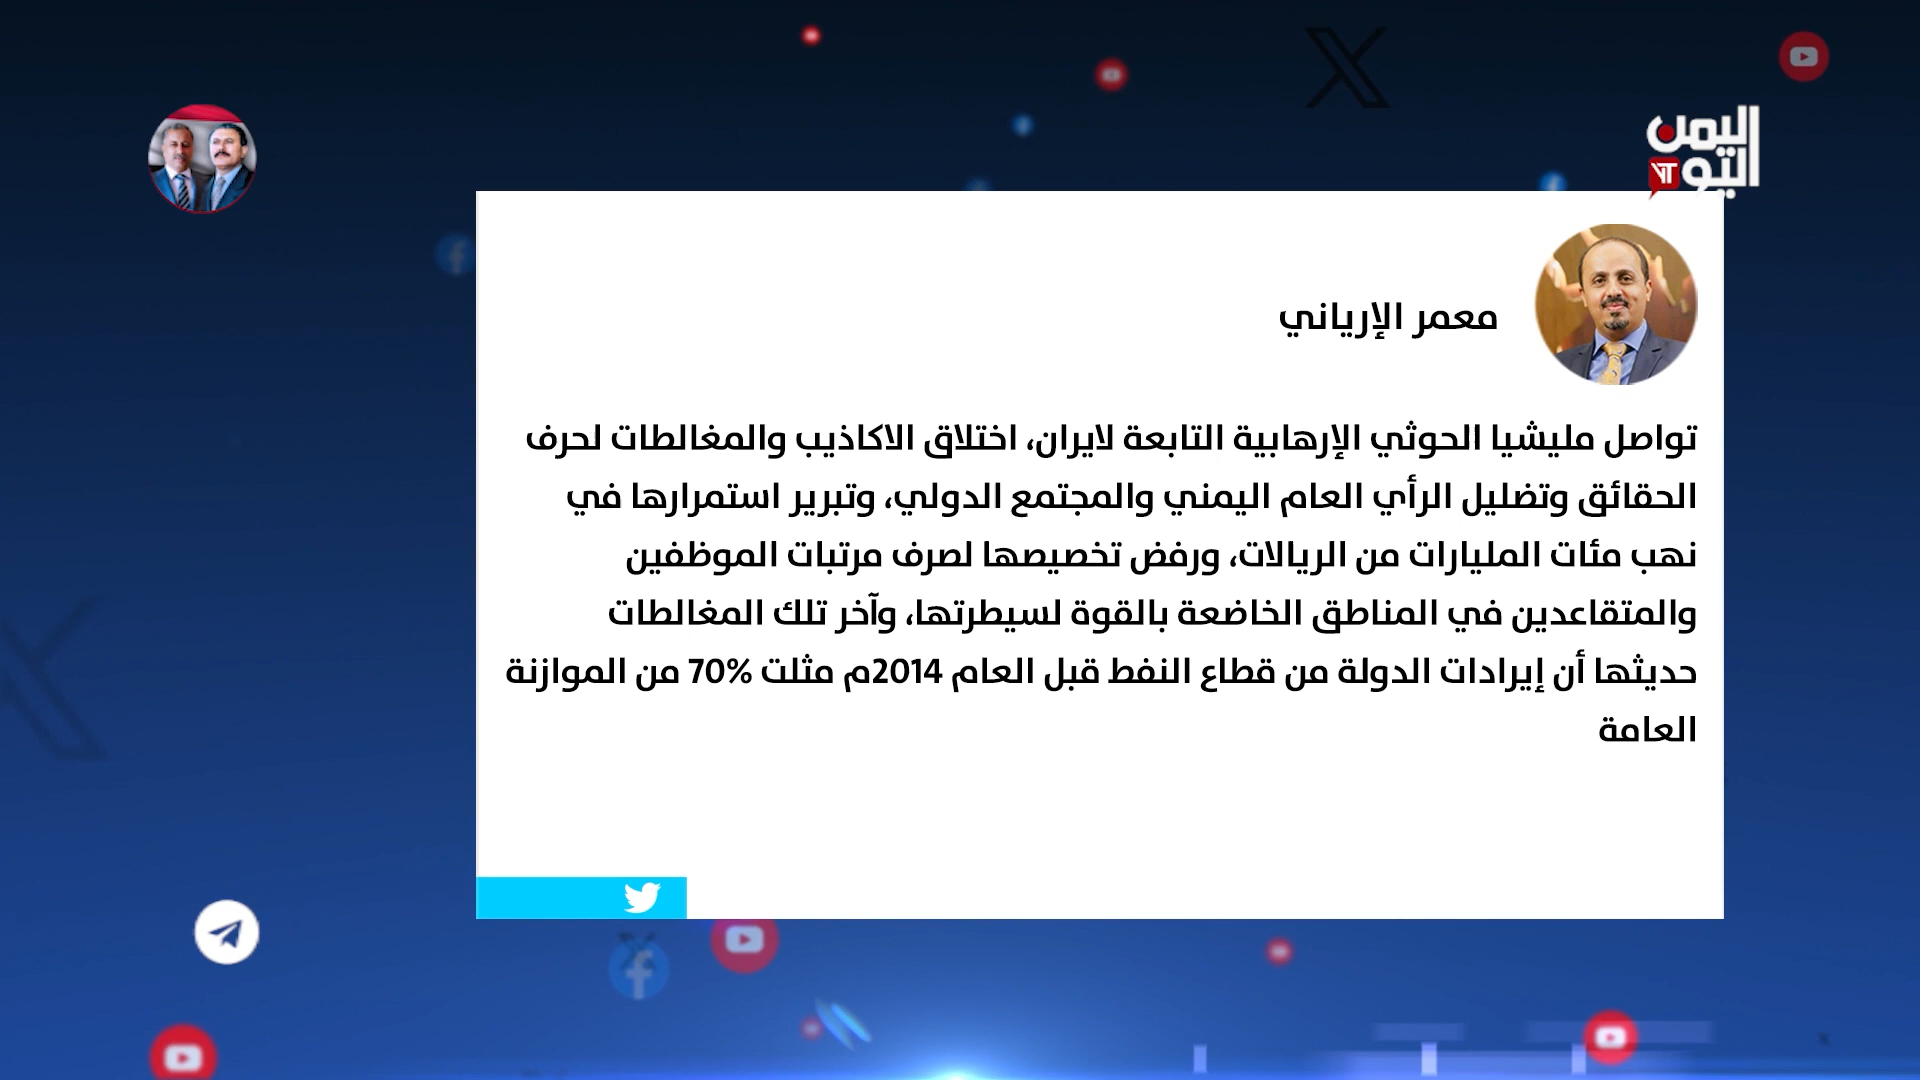 اليمن
اليوم
معمر الإرياني
تواصل مليشيا الحوثي الإرهابية التابعة لايران، اختلاق الاكاذيب والمغالطات لحرف
الحقائق وتضليل الرأي العام اليمني والمجتمع الدولي، وتبرير استمرارها في
نهب مئات المليارات من الريالات، ورفض تخصيصها لصرف مرتبات الموظفين
والمتقاعدين في المناطق الخاضعة بالقوة لسيطرتها، وآخر تلك المغالطات
حديثها أن إيرادات الدولة من قطاع النفط قبل العام 2014م مثلت %70 من الموازنة
العامة